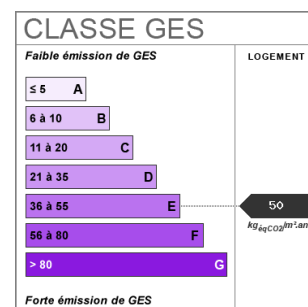 CLASSE GES
Faible émission de GES
LOGEMENT
≤ 5 A
6 à 10 B
11 à 20 C
21 à 35 D
36 à 55 E
50
kgéqCO2/m².an
56 à 80 F
> 80 G
Forte émission de GES